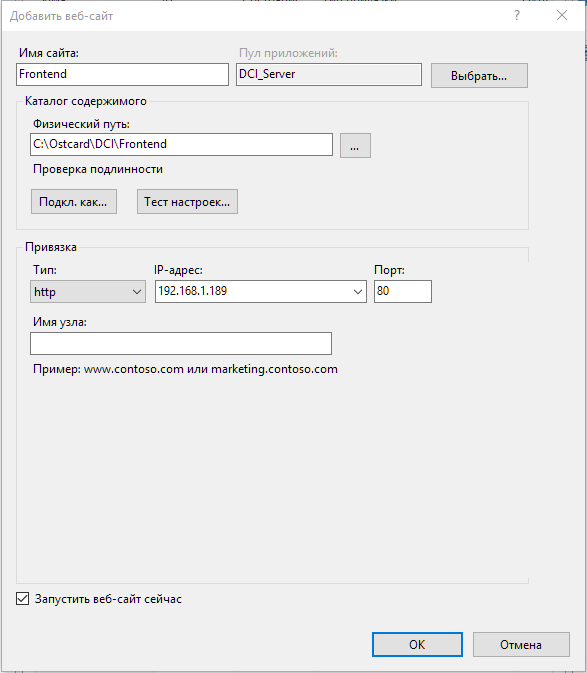 Добавить веб-сайт ?
Имя сайта: Пул приложений:
Frontend DCI_Server Выбрать...
Каталог содержимого
Физический путь:
C:\Ostcard\DCI\Frontend ...
Проверка подлинности
Подкл. как... Тест настроек...
Привязка
Тип: IP-адрес: Порт:
http 192.168.1.189 80
Имя узла:
Пример: www.contoso.com или marketing.contoso.com
Запустить веб-сайт сейчас
ОК Отмена